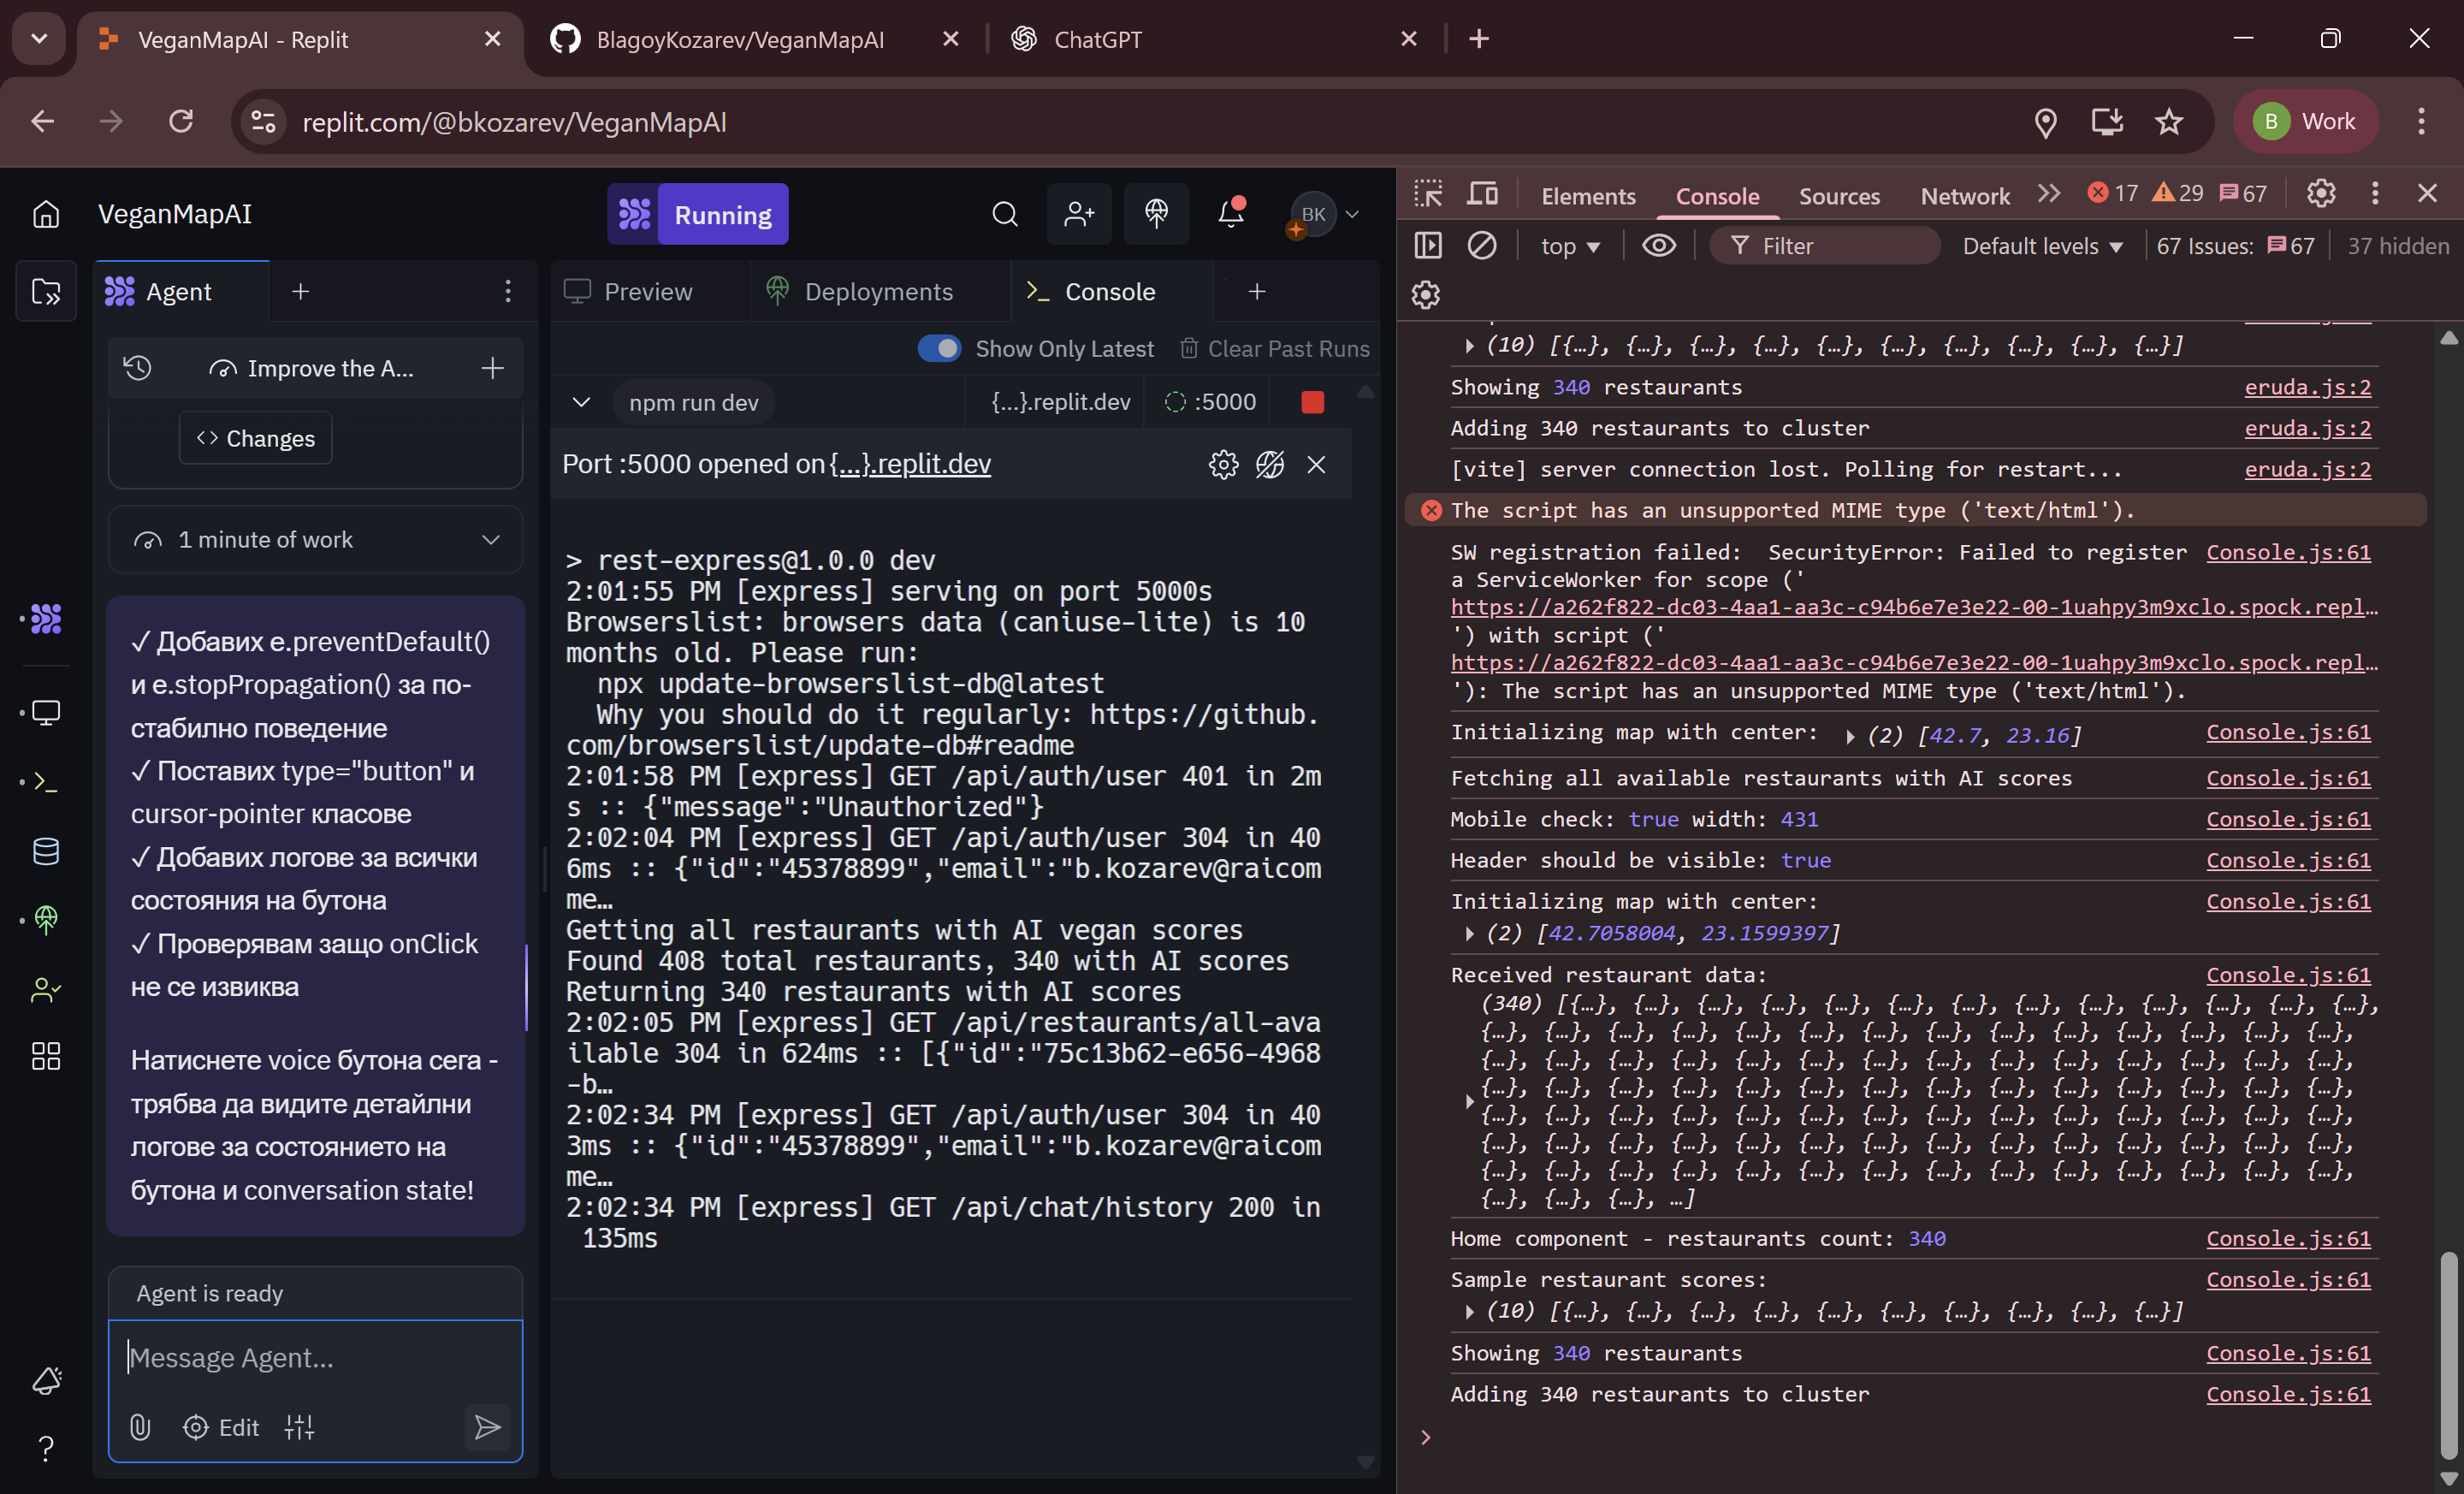 VeganMapAI - Replit
BlagoyKozarev/VeganMapAI
ChatGPT
replit.com/@bkozarev/VeganMapAI
B Work
VeganMapAI
Running
BK
Agent
Improve the A...
<> Changes
1 minute of work
✓ Добавих e.preventDefault()
и e.stopPropagation() за по-
стабилно поведение
✓ Поставих type="button" и
cursor-pointer класове
✓ Добавих логове за всички
състояния на бутона
✓ Проверявам защо onClick
не се извиква
Натиснете voice бутона сега -
трябва да видите детайлни
логове за състоянието на
бутона и conversation state!
Agent is ready
Message Agent...
Edit
Preview
Deployments
Console
Show Only Latest
Clear Past Runs
npm run dev
{...}.replit.dev
:5000
Port :5000 opened on {...}.replit.dev
> rest-express@1.0.0 dev
2:01:55 PM [express] serving on port 5000s
Browserslist: browsers data (caniuse-lite) is 10
months old. Please run:
npx update-browserslist-db@latest
Why you should do it regularly: https://github.
com/browserslist/update-db#readme
2:01:58 PM [express] GET /api/auth/user 401 in 2m
s :: {"message":"Unauthorized"}
2:02:04 PM [express] GET /api/auth/user 304 in 40
6ms :: {"id":"45378899","email":"b.kozarev@raicom
me…
Getting all restaurants with AI vegan scores
Found 408 total restaurants, 340 with AI scores
Returning 340 restaurants with AI scores
2:02:05 PM [express] GET /api/restaurants/all-ava
ilable 304 in 624ms :: [{"id":"75c13b62-e656-4968
-b…
2:02:34 PM [express] GET /api/auth/user 304 in 40
3ms :: {"id":"45378899","email":"b.kozarev@raicom
me…
2:02:34 PM [express] GET /api/chat/history 200 in
135ms
Elements
Console
Sources
Network
17
29
67
top
Filter
Default levels
67 Issues: 67
37 hidden
(10) [{…}, {…}, {…}, {…}, {…}, {…}, {…}, {…}, {…}, {…}]
Showing 340 restaurants eruda.js:2
Adding 340 restaurants to cluster eruda.js:2
[vite] server connection lost. Polling for restart... eruda.js:2
The script has an unsupported MIME type ('text/html').
SW registration failed: SecurityError: Failed to register Console.js:61
a ServiceWorker for scope ('
https://a262f822-dc03-4aa1-aa3c-c94b6e7e3e22-00-1uahpy3m9xclo.spock.repl…
') with script ('
https://a262f822-dc03-4aa1-aa3c-c94b6e7e3e22-00-1uahpy3m9xclo.spock.repl…
'): The script has an unsupported MIME type ('text/html').
Initializing map with center: (2) [42.7, 23.16] Console.js:61
Fetching all available restaurants with AI scores Console.js:61
Mobile check: true width: 431 Console.js:61
Header should be visible: true Console.js:61
Initializing map with center: Console.js:61
(2) [42.7058004, 23.1599397]
Received restaurant data: Console.js:61
(340) [{…}, {…}, {…}, {…}, {…}, {…}, {…}, {…}, {…}, {…}, {…}, {…}, {…},
{…}, {…}, {…}, {…}, {…}, {…}, {…}, {…}, {…}, {…}, {…}, {…}, {…}, {…},
{…}, {…}, {…}, {…}, {…}, {…}, {…}, {…}, {…}, {…}, {…}, {…}, {…}, {…},
{…}, {…}, {…}, {…}, {…}, {…}, {…}, {…}, {…}, {…}, {…}, {…}, {…}, {…},
{…}, {…}, {…}, {…}, {…}, {…}, {…}, {…}, {…}, {…}, {…}, {…}, {…}, {…},
{…}, {…}, {…}, {…}, {…}, {…}, {…}, {…}, {…}, {…}, {…}, {…}, {…}, {…},
{…}, {…}, {…}, {…}, {…}, {…}, {…}, {…}, {…}, {…}, {…}, {…}, {…}, {…},
{…}, {…}, {…}, …]
Home component - restaurants count: 340 Console.js:61
Sample restaurant scores: Console.js:61
(10) [{…}, {…}, {…}, {…}, {…}, {…}, {…}, {…}, {…}, {…}]
Showing 340 restaurants Console.js:61
Adding 340 restaurants to cluster Console.js:61